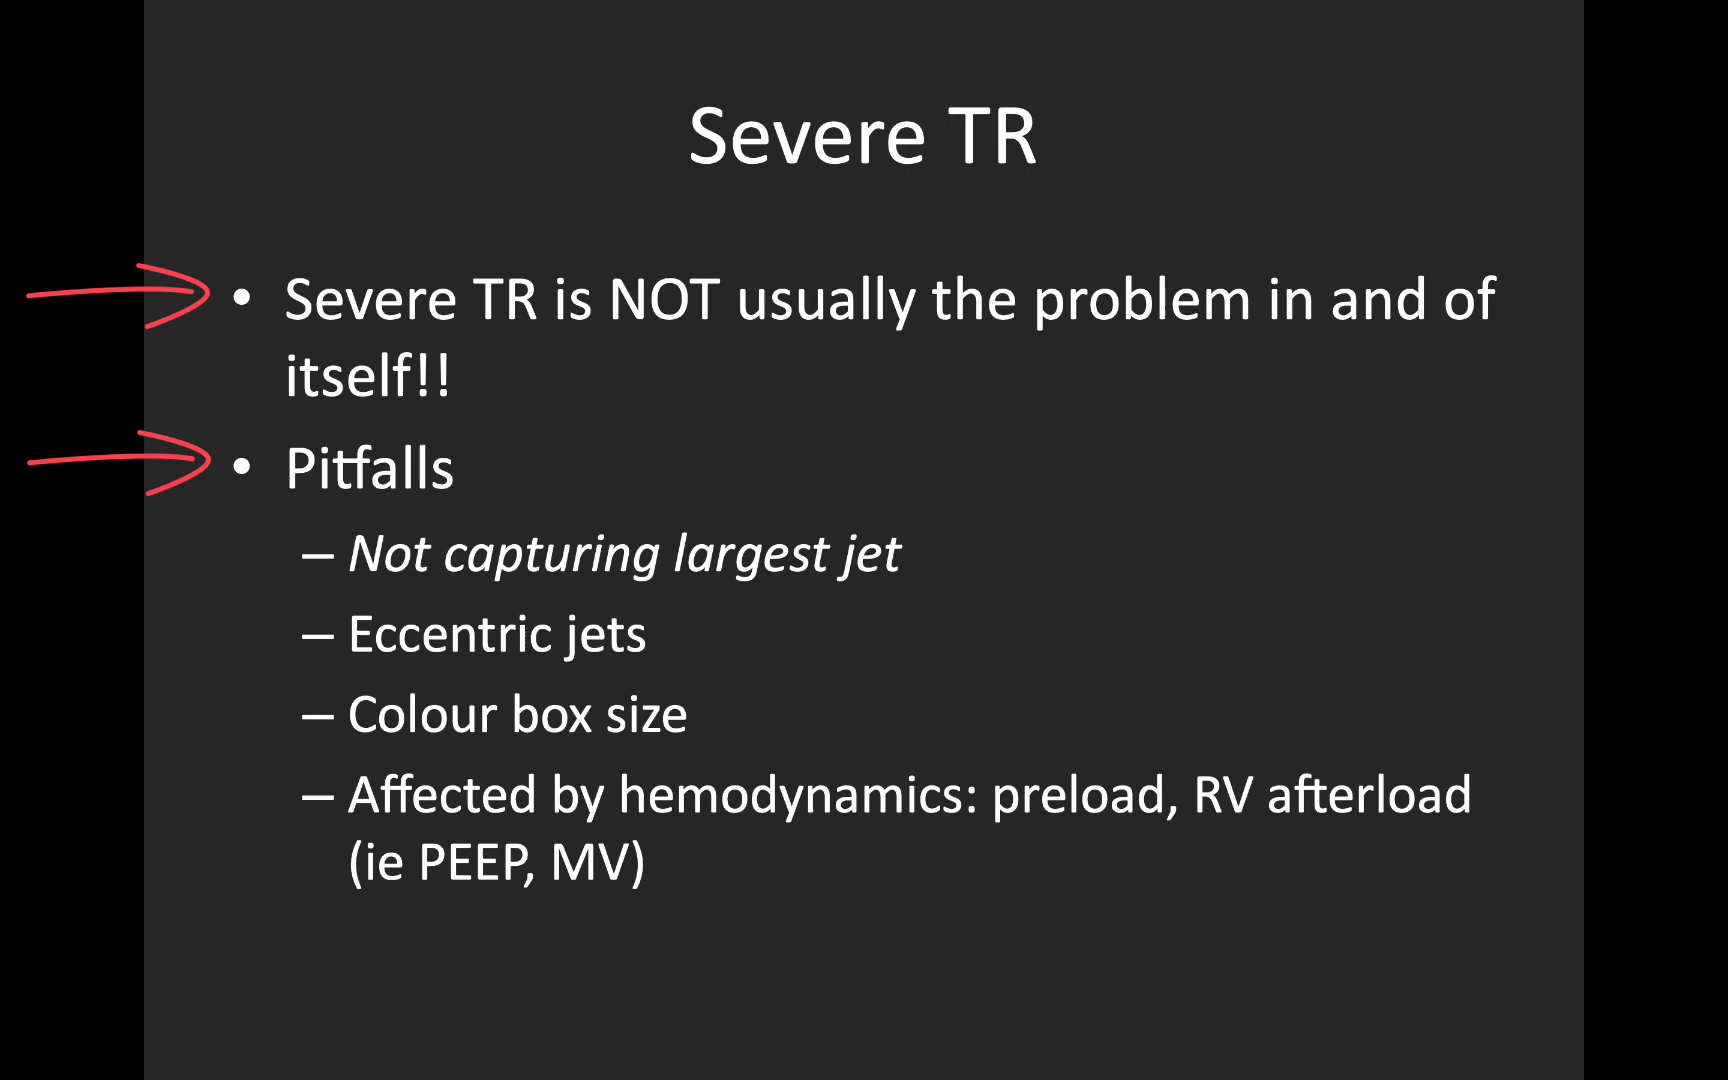 Severe TR
• Severe TR is NOT usually the problem in and of
itself!!
• Pitfalls
– Not capturing largest jet
– Eccentric jets
– Colour box size
– Affected by hemodynamics: preload, RV afterload
(ie PEEP, MV)